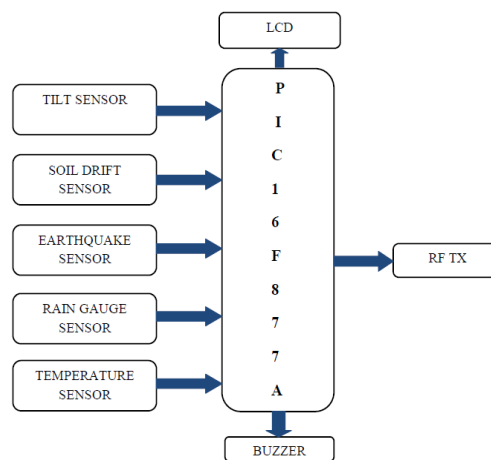 LCD
TILT SENSOR
SOIL DRIFT
SENSOR
EARTHQUAKE
SENSOR
RAIN GAUGE
SENSOR
TEMPERATURE
SENSOR
P
I
C
1
6
F
8
7
7
A
RF TX
BUZZER